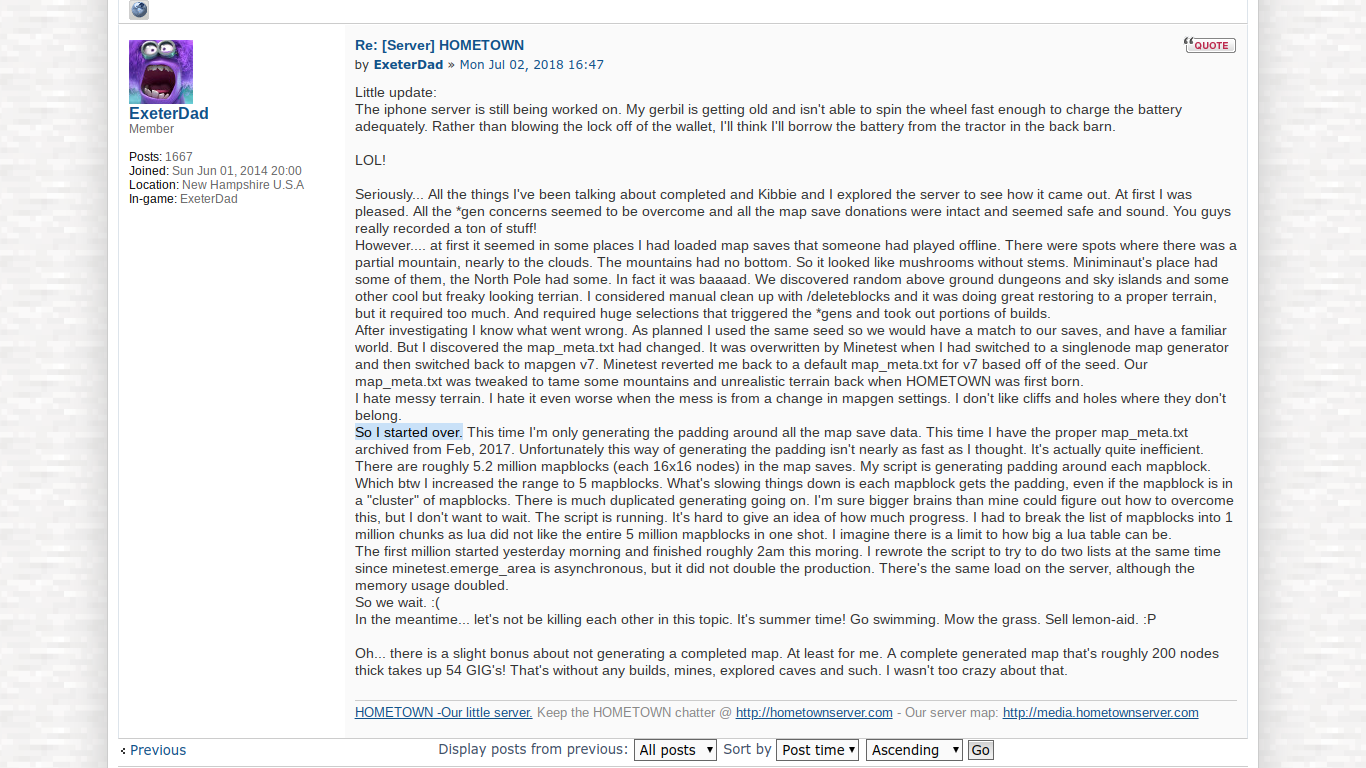 Re: [Server] HOMETOWN
QUOTE
by ExeterDad » Mon Jul 02, 2018 16:47
ExeterDad
Member
Posts: 1667
Joined: Sun Jun 01, 2014 20:00
Location: New Hampshire U.S.A
In-game: ExeterDad
Little update:
The iphone server is still being worked on. My gerbil is getting old and isn't able to spin the wheel fast enough to charge the battery
adequately. Rather than blowing the lock off of the wallet, I'll think I'll borrow the battery from the tractor in the back barn.
LOL!
Seriously... All the things I've been talking about completed and Kibbie and I explored the server to see how it came out. At first I was
pleased. All the *gen concerns seemed to be overcome and all the map save donations were intact and seemed safe and sound. You guys
really recorded a ton of stuff!
However.... at first it seemed in some places I had loaded map saves that someone had played offline. There were spots where there was a
partial mountain, nearly to the clouds. The mountains had no bottom. So it looked like mushrooms without stems. Miniminaut's place had
some of them, the North Pole had some. In fact it was baaaad. We discovered random above ground dungeons and sky islands and some
other cool but freaky looking terrian. I considered manual clean up with /deleteblocks and it was doing great restoring to a proper terrain,
but it required too much. And required huge selections that triggered the *gens and took out portions of builds.
After investigating I know what went wrong. As planned I used the same seed so we would have a match to our saves, and have a familiar
world. But I discovered the map_meta.txt had changed. It was overwritten by Minetest when I had switched to a singlenode map generator
and then switched back to mapgen v7. Minetest reverted me back to a default map_meta.txt for v7 based off of the seed. Our
map_meta.txt was tweaked to tame some mountains and unrealistic terrain back when HOMETOWN was first born.
I hate messy terrain. I hate it even worse when the mess is from a change in mapgen settings. I don't like cliffs and holes where they don't
belong.
So I started over. This time I'm only generating the padding around all the map save data. This time I have the proper map_meta.txt
archived from Feb, 2017. Unfortunately this way of generating the padding isn't nearly as fast as I thought. It's actually quite inefficient.
There are roughly 5.2 million mapblocks (each 16x16 nodes) in the map saves. My script is generating padding around each mapblock.
Which btw I increased the range to 5 mapblocks. What's slowing things down is each mapblock gets the padding, even if the mapblock is in
a "cluster" of mapblocks. There is much duplicated generating going on. I'm sure bigger brains than mine could figure out how to overcome
this, but I don't want to wait. The script is running. It's hard to give an idea of how much progress. I had to break the list of mapblocks into 1
million chunks as lua did not like the entire 5 million mapblocks in one shot. I imagine there is a limit to how big a lua table can be.
The first million started yesterday morning and finished roughly 2am this moring. I rewrote the script to try to do two lists at the same time
since minetest.emerge_area is asynchronous, but it did not double the production. There's the same load on the server, although the
memory usage doubled.
So we wait. :(
In the meantime... let's not be killing each other in this topic. It's summer time! Go swimming. Mow the grass. Sell lemon-aid. :P
Oh... there is a slight bonus about not generating a completed map. At least for me. A complete generated map that's roughly 200 nodes
thick takes up 54 GIG's! That's without any builds, mines, explored caves and such. I wasn't too crazy about that.
HOMETOWN -Our little server. Keep the HOMETOWN chatter @ http://hometownserver.com - Our server map: http://media.hometownserver.com
Previous
Display posts from previous: All posts Sort by Post time Ascending Go